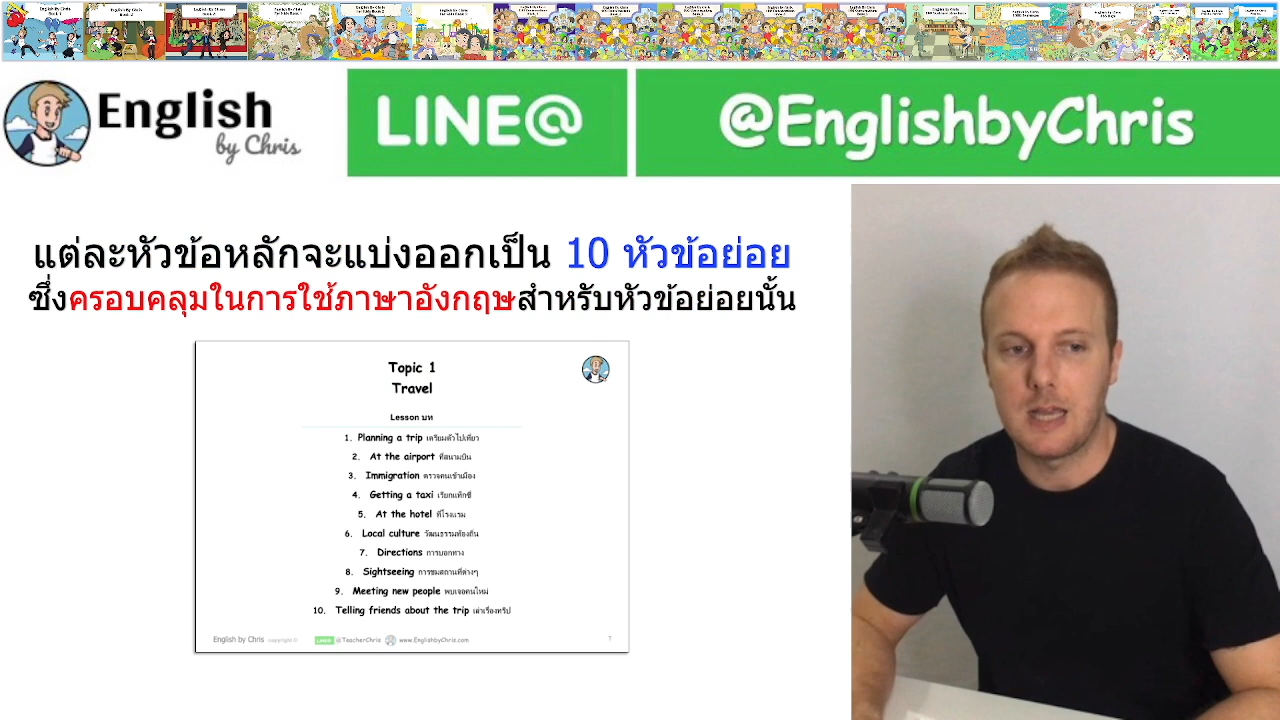 English
by Chris
LINE@
@EnglishbyChris
แต่ละหัวข้อหลักจะแบ่งออกเป็น 10 หัวข้อย่อย
ซึ่งครอบคลุมในการใช้ภาษาอังกฤษสำหรับหัวข้อย่อยนั้น
Topic 1
Travel
Lesson บท
1. Planning a trip เตรียมตัวไปเที่ยว
2. At the airport ที่สนามบิน
3. Immigration ตรวจคนเข้าเมือง
4. Getting a taxi เรียกแท็กซี่
5. At the hotel ที่โรงแรม
6. Local culture วัฒนธรรมท้องถิ่น
7. Directions การบอกทาง
8. Sightseeing การชมสถานที่ต่างๆ
9. Meeting new people พบเจอคนใหม่
10. Telling friends about the trip เล่าเรื่องทริป
English by Chris copyright © @TeacherChris www.EnglishbyChris.com 7